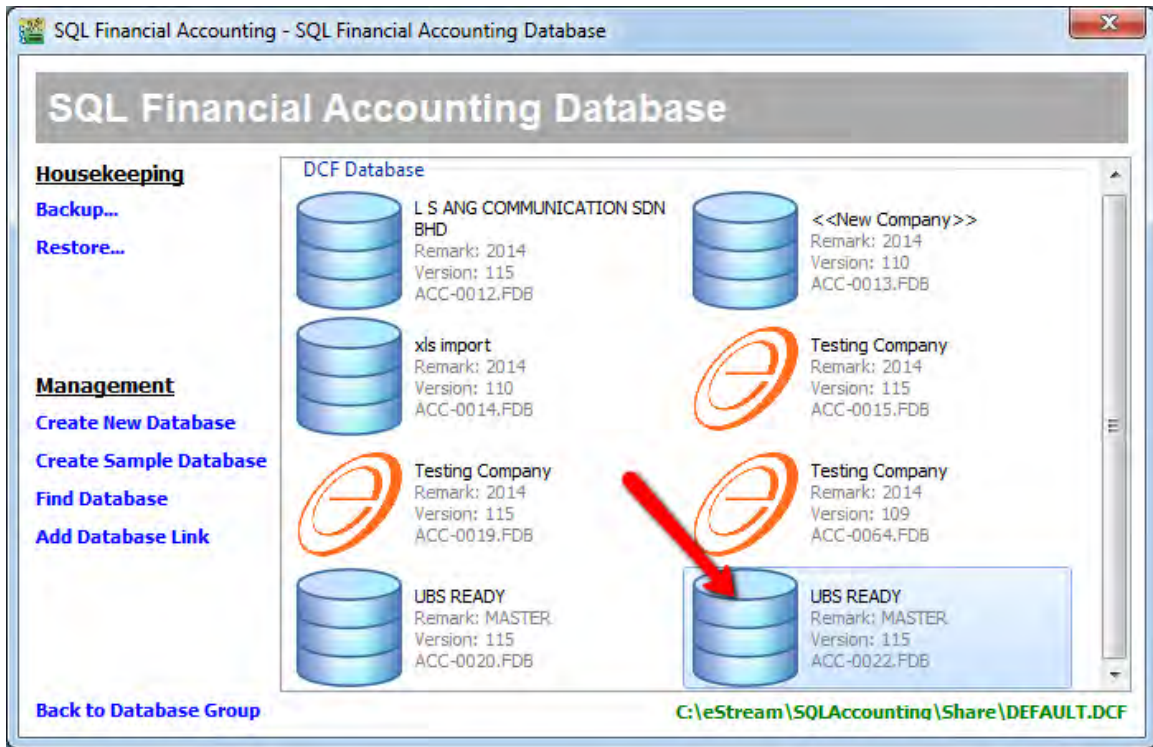 SQL Financial Accounting - SQL Financial Accounting Database
SQL Financial Accounting Database
Housekeeping
Backup...
Restore...
Management
Create New Database
Create Sample Database
Find Database
Add Database Link
Back to Database Group
DCF Database
L S ANG COMMUNICATION SDN
BHD
Remark: 2014
Version: 115
ACC-0012.FDB
<<New Company>>
Remark: 2014
Version: 110
ACC-0013.FDB
xls import
Remark: 2014
Version: 110
ACC-0014.FDB
Testing Company
Remark: 2014
Version: 115
ACC-0015.FDB
Testing Company
Remark: 2014
Version: 115
ACC-0019.FDB
Testing Company
Remark: 2014
Version: 109
ACC-0064.FDB
UBS READY
Remark: MASTER
Version: 115
ACC-0020.FDB
UBS READY
Remark: MASTER
Version: 115
ACC-0022.FDB
C:\eStream\SQLAccounting\Share\DEFAULT.DCF